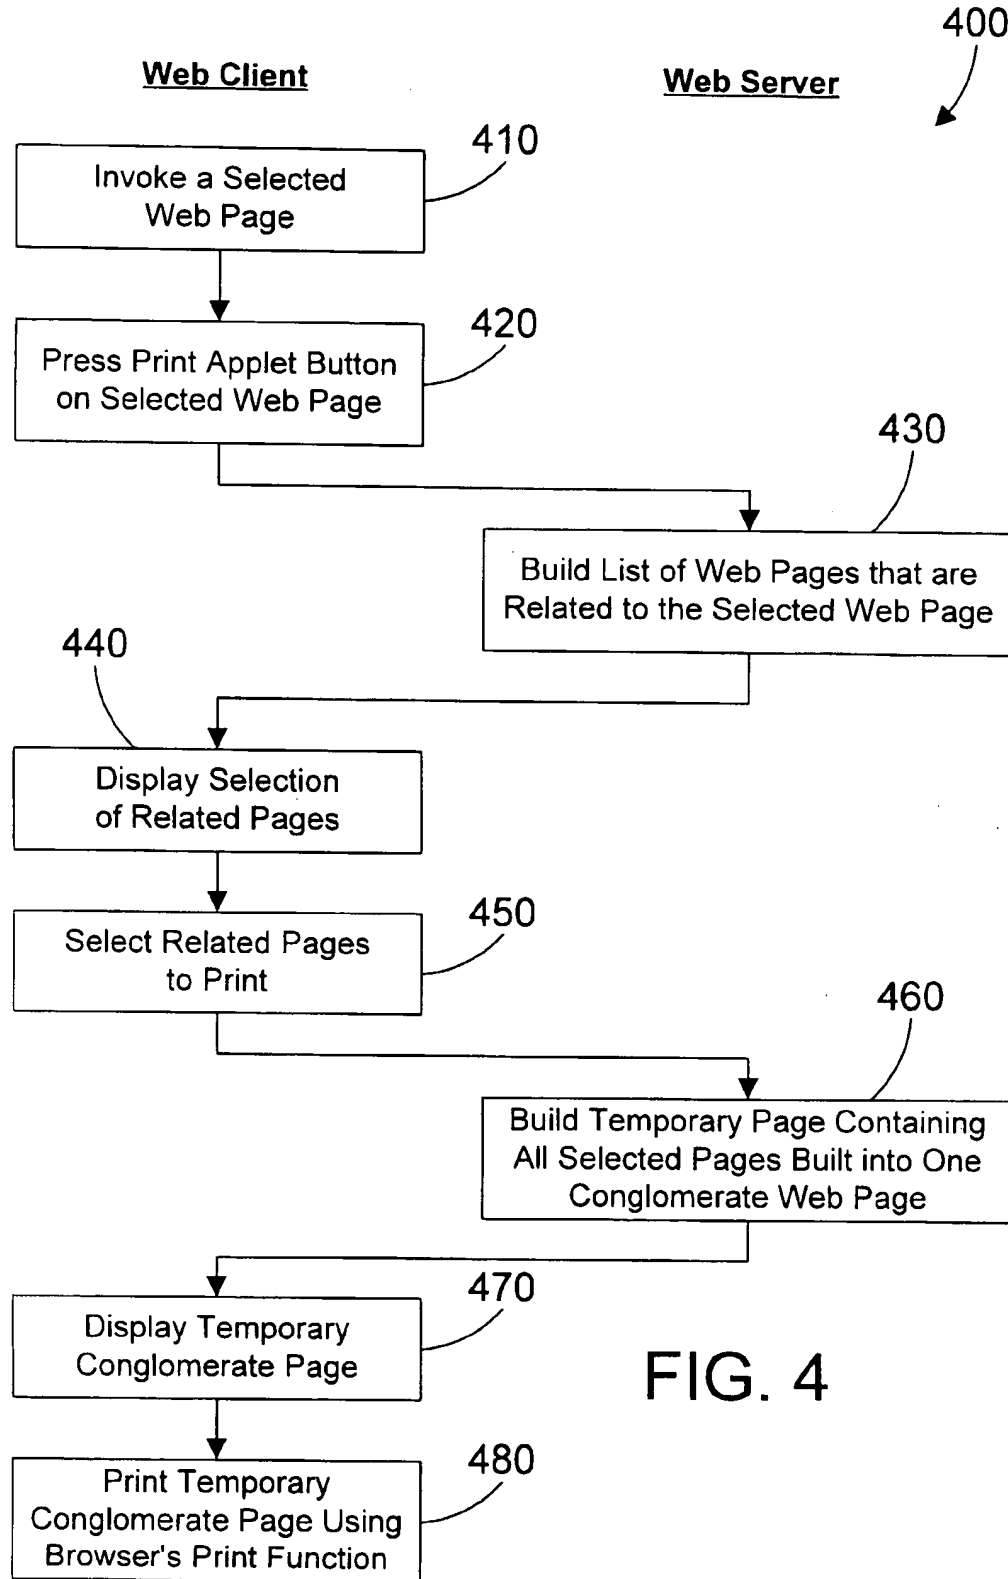 400
Web Client
Web Server
410
Invoke a Selected
Web Page
420
Press Print Applet Button
on Selected Web Page
430
Build List of Web Pages that are
Related to the Selected Web Page
440
Display Selection
of Related Pages
450
Select Related Pages
to Print
460
Build Temporary Page Containing
All Selected Pages Built into One
Conglomerate Web Page
470
Display Temporary
Conglomerate Page
FIG. 4
480
Print Temporary
Conglomerate Page Using
Browser's Print Function